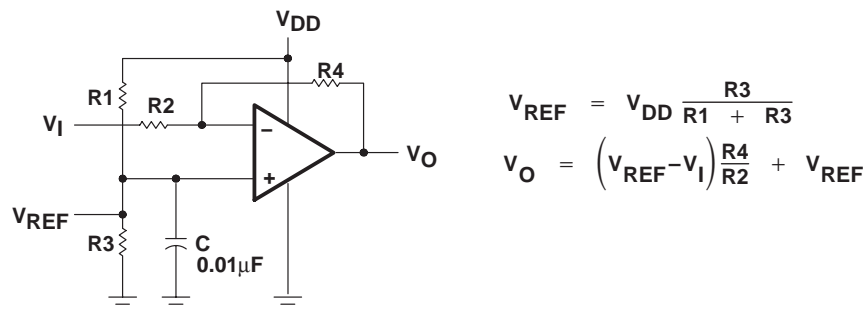 VDD
R1
R2
R4
VI
−
+
VO
VREF
R3
C
0.01µF
VREF = VDD R3 / R1 + R3
VO = (VREF−VI) R4 / R2 + VREF